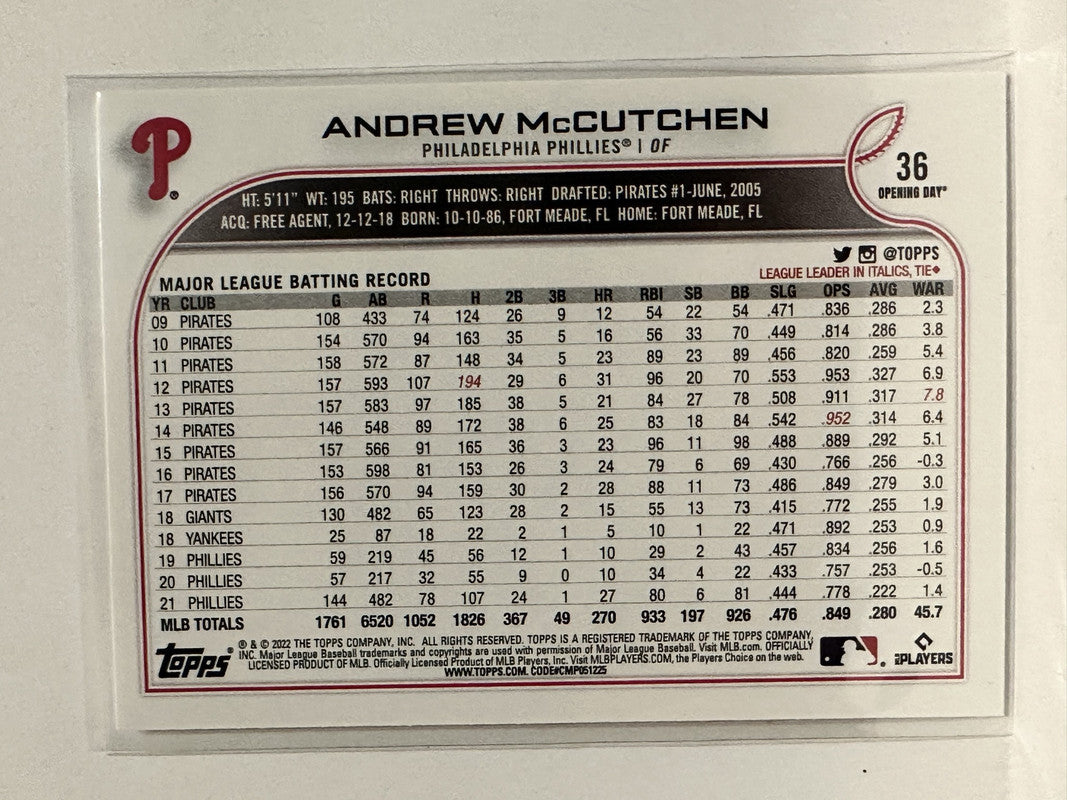 P
ANDREW McCUTCHEN
PHILADELPHIA PHILLIES® | OF
36
OPENING DAY®
HT: 5'11" WT: 195 BATS: RIGHT THROWS: RIGHT DRAFTED: PIRATES #1-JUNE, 2005
ACQ: FREE AGENT, 12-12-18 BORN: 10-10-86, FORT MEADE, FL HOME: FORT MEADE, FL
@TOPPS
MAJOR LEAGUE BATTING RECORD
LEAGUE LEADER IN ITALICS, TIE◆
YR CLUB G AB R H 2B 3B HR RBI SB BB SLG OPS AVG WAR
09 PIRATES 108 433 74 124 26 9 12 54 22 54 .471 .836 .286 2.3
10 PIRATES 154 570 94 163 35 5 16 56 33 70 .449 .814 .286 3.8
11 PIRATES 158 572 87 148 34 5 23 89 23 89 .456 .820 .259 5.4
12 PIRATES 157 593 107 194 29 6 31 96 20 70 .553 .953 .327 6.9
13 PIRATES 157 583 97 185 38 5 21 84 27 78 .508 .911 .317 7.8
14 PIRATES 146 548 89 172 38 6 25 83 18 84 .542 .952 .314 6.4
15 PIRATES 157 566 91 165 36 3 23 96 11 98 .488 .889 .292 5.1
16 PIRATES 153 598 81 153 26 3 24 79 6 69 .430 .766 .256 -0.3
17 PIRATES 156 570 94 159 30 2 28 88 11 73 .486 .849 .279 3.0
18 GIANTS 130 482 65 123 28 2 15 55 13 73 .415 .772 .255 1.9
18 YANKEES 25 87 18 22 2 1 5 10 1 22 .471 .892 .253 0.9
19 PHILLIES 59 219 45 56 12 1 10 29 2 43 .457 .834 .256 1.6
20 PHILLIES 57 217 32 55 9 0 10 34 4 22 .433 .757 .253 -0.5
21 PHILLIES 144 482 78 107 24 1 27 80 6 81 .444 .778 .222 1.4
MLB TOTALS 1761 6520 1052 1826 367 49 270 933 197 926 .476 .849 .280 45.7
topps®
® & © 2022 THE TOPPS COMPANY, INC. ALL RIGHTS RESERVED. TOPPS IS A REGISTERED TRADEMARK OF THE TOPPS COMPANY,
INC. Major League Baseball trademarks and copyrights are used with permission of Major League Baseball. Visit MLB.com. OFFICIALLY
LICENSED PRODUCT OF MLB. Officially Licensed Product of MLB Players, Inc. Visit MLBPLAYERS.COM, the Players Choice on the web.
WWW.TOPPS.COM. CODE#CMP051225
MLB PLAYERS